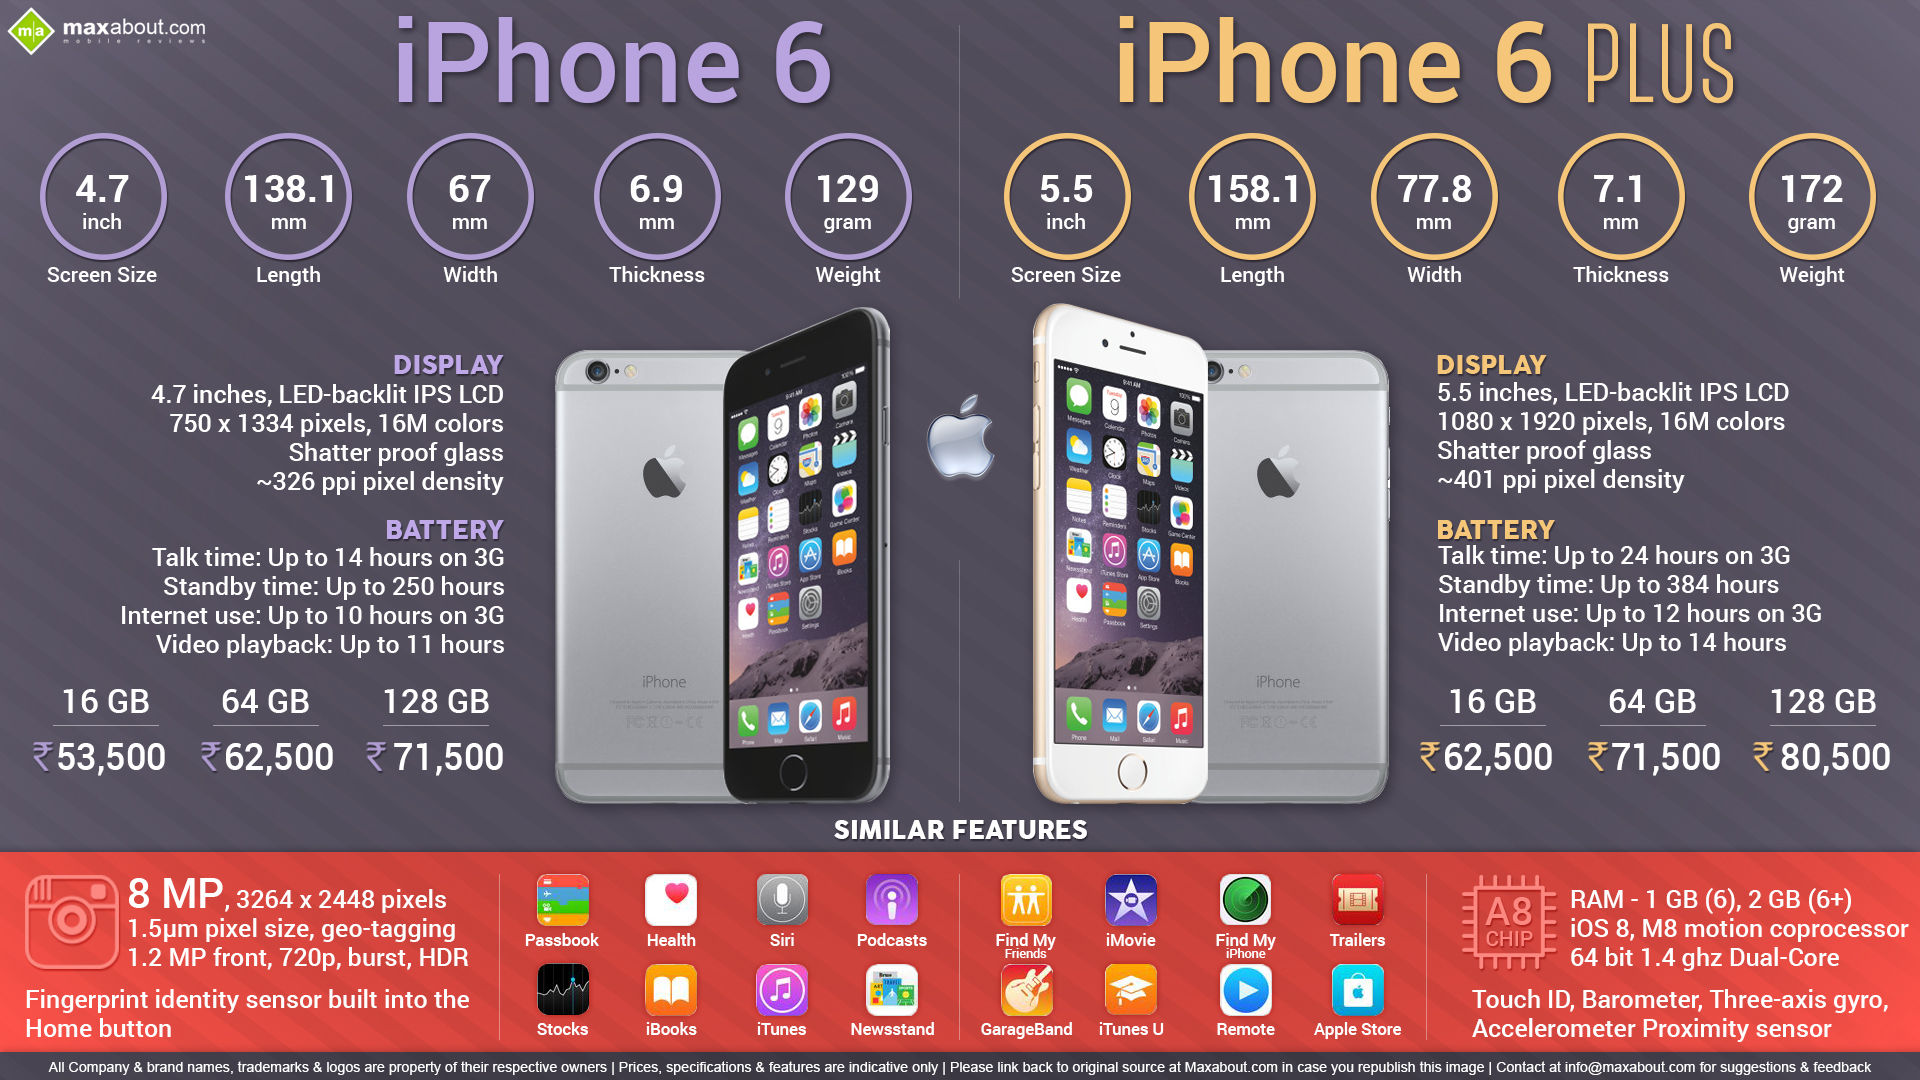 m|a maxabout.com
mobile reviews
iPhone 6
4.7
inch
Screen Size
138.1
mm
Length
67
mm
Width
6.9
mm
Thickness
129
gram
Weight
iPhone 6 PLUS
5.5
inch
Screen Size
158.1
mm
Length
77.8
mm
Width
7.1
mm
Thickness
172
gram
Weight
DISPLAY
4.7 inches, LED-backlit IPS LCD
750 x 1334 pixels, 16M colors
Shatter proof glass
~326 ppi pixel density
BATTERY
Talk time: Up to 14 hours on 3G
Standby time: Up to 250 hours
Internet use: Up to 10 hours on 3G
Video playback: Up to 11 hours
16 GB
₹53,500
64 GB
₹62,500
128 GB
₹71,500
iPhone
iPhone
DISPLAY
5.5 inches, LED-backlit IPS LCD
1080 x 1920 pixels, 16M colors
Shatter proof glass
~401 ppi pixel density
BATTERY
Talk time: Up to 24 hours on 3G
Standby time: Up to 384 hours
Internet use: Up to 12 hours on 3G
Video playback: Up to 14 hours
16 GB
₹62,500
64 GB
₹71,500
128 GB
₹80,500
SIMILAR FEATURES
8 MP, 3264 x 2448 pixels
1.5µm pixel size, geo-tagging
1.2 MP front, 720p, burst, HDR
Fingerprint identity sensor built into the
Home button
Passbook
Health
Siri
Podcasts
Stocks
iBooks
iTunes
Newsstand
Find My
Friends
iMovie
Find My
iPhone
Trailers
GarageBand
iTunes U
Remote
Apple Store
A8
CHIP
RAM - 1 GB (6), 2 GB (6+)
iOS 8, M8 motion coprocessor
64 bit 1.4 ghz Dual-Core
Touch ID, Barometer, Three-axis gyro,
Accelerometer Proximity sensor
All Company & brand names, trademarks & logos are property of their respective owners | Prices, specifications & features are indicative only | Please link back to original source at Maxabout.com in case you republish this image | Contact at info@maxabout.com for suggestions & feedback